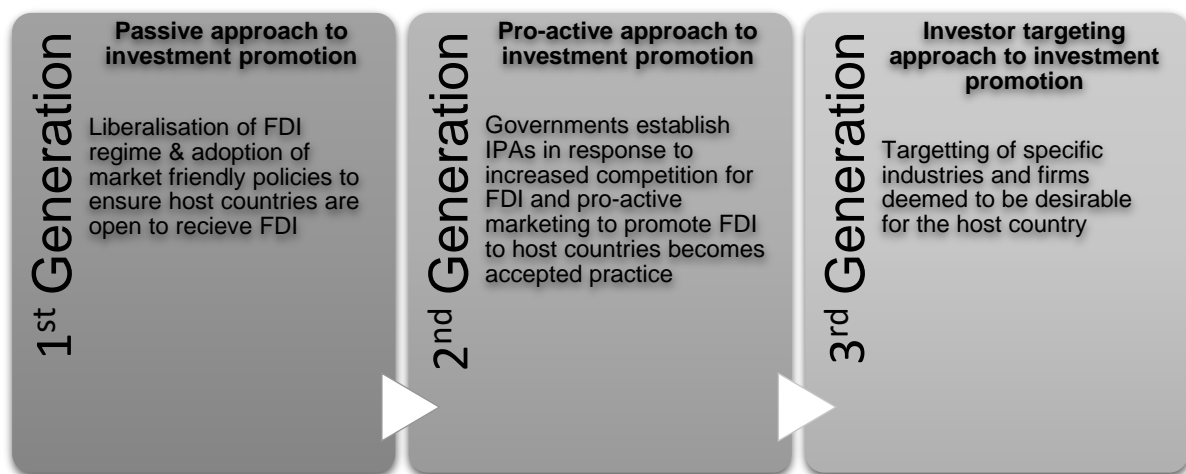 1st Generation
Passive approach to
investment promotion
Liberalisation of FDI
regime & adoption of
market friendly policies to
ensure host countries are
open to recieve FDI
2nd Generation
Pro-active approach to
investment promotion
Governments establish
IPAs in response to
increased competition for
FDI and pro-active
marketing to promote FDI
to host countries becomes
accepted practice
3rd Generation
Investor targeting
approach to investment
promotion
Targetting of specific
industries and firms
deemed to be desirable
for the host country